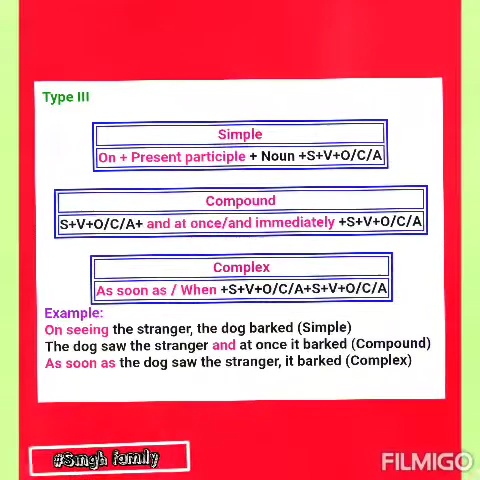 Type III
Simple
On + Present participle + Noun +S+V+O/C/A
Compound
S+V+O/C/A+ and at once/and immediately +S+V+O/C/A
Complex
As soon as / When +S+V+O/C/A+S+V+O/C/A
Example:
On seeing the stranger, the dog barked (Simple)
The dog saw the stranger and at once it barked (Compound)
As soon as the dog saw the stranger, it barked (Complex)
#Singh family
FILMIGO